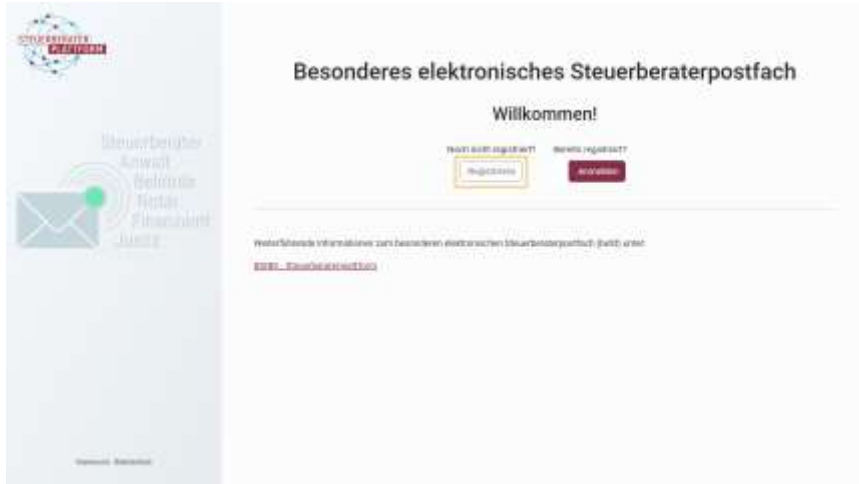 STEUERBERATER
PLATTFORM
Besonderes elektronisches Steuerberaterpostfach
Willkommen!
Noch nicht registriert? Bereits registriert?
Registrieren Anmelden
Steuerberater
Anwalt
Behörde
Notar
Finanzamt
Justiz
Weiterführende Informationen zum besonderen elektronischen Steuerberaterpostfach (beSt) unter:
Steuerberaterplattform
Impressum Datenschutz